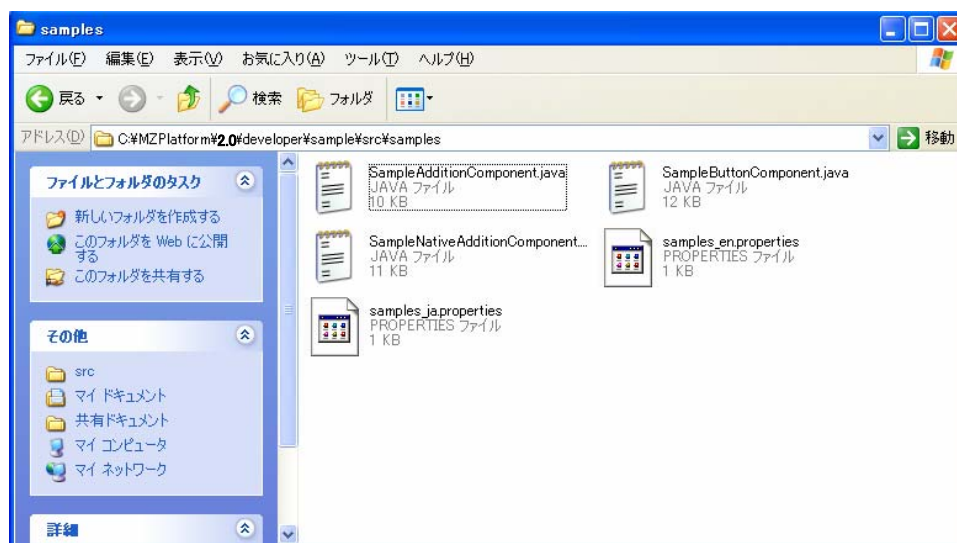 samples
ファイル(F) 編集(E) 表示(V) お気に入り(A) ツール(T) ヘルプ(H)
戻る 検索 フォルダ
アドレス(D) C:¥MZPlatform¥2.0¥developer¥sample¥src¥samples 移動
ファイルとフォルダのタスク
新しいフォルダを作成する
このフォルダを Web に公開
する
このフォルダを共有する
その他
src
マイ ドキュメント
共有ドキュメント
マイ コンピュータ
マイ ネットワーク
詳細
SampleAdditionComponent.java
JAVA ファイル
10 KB
SampleButtonComponent.java
JAVA ファイル
12 KB
SampleNativeAdditionComponent...
JAVA ファイル
11 KB
samples_en.properties
PROPERTIES ファイル
1 KB
samples_ja.properties
PROPERTIES ファイル
1 KB